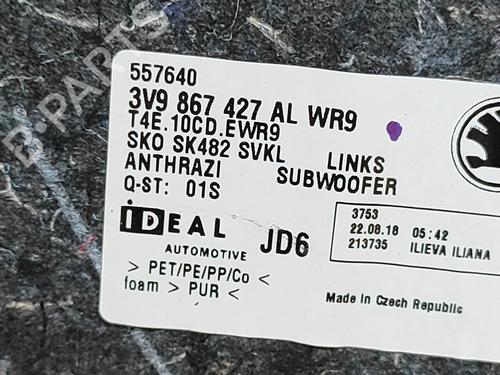 557640
3V9 867 427 AL WR9
T4E.10CD.EWR9
SKO SK482 SVKL LINKS
ANTHRAZI SUBWOOFER
Q-ST: 01S
iDEAL
AUTOMOTIVE
JD6
3753
22.08.18 05:42
213735 ILIEVA ILIANA
> PET/PE/PP/Co <
foam > PUR <
Made in Czech Republic